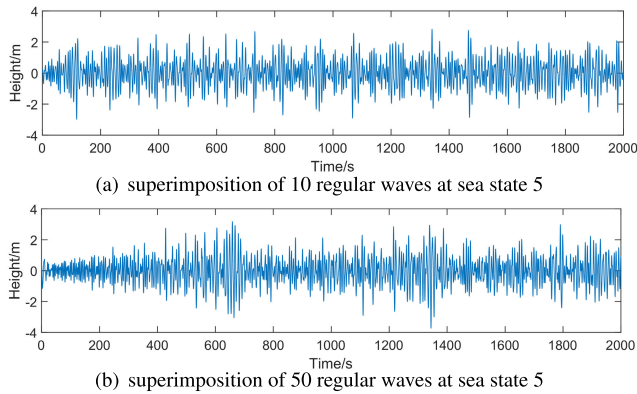 4
2
0
-2
-4
Height/m
0 200 400 600 800 1000 1200 1400 1600 1800 2000
Time/s
(a) superimposition of 10 regular waves at sea state 5
4
2
0
-2
-4
Height/m
0 200 400 600 800 1000 1200 1400 1600 1800 2000
Time/s
(b) superimposition of 50 regular waves at sea state 5